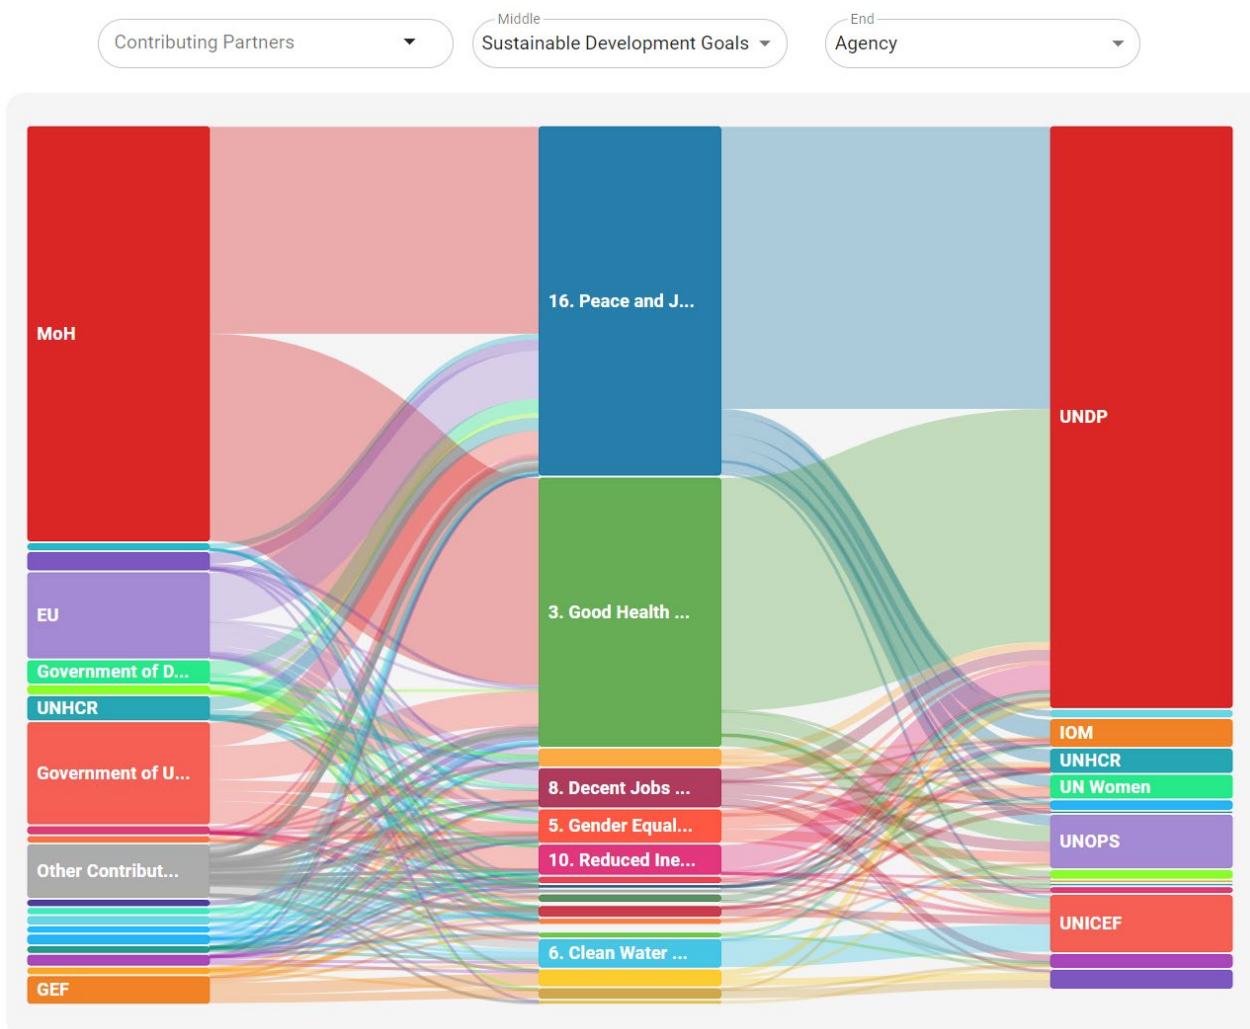 Contributing Partners
Middle
Sustainable Development Goals
End
Agency
MoH
EU
Government of D...
UNHCR
Government of U...
Other Contribut...
GEF
16. Peace and J...
3. Good Health ...
8. Decent Jobs ...
5. Gender Equal...
10. Reduced Ine...
6. Clean Water ...
UNDP
IOM
UNHCR
UN Women
UNOPS
UNICEF